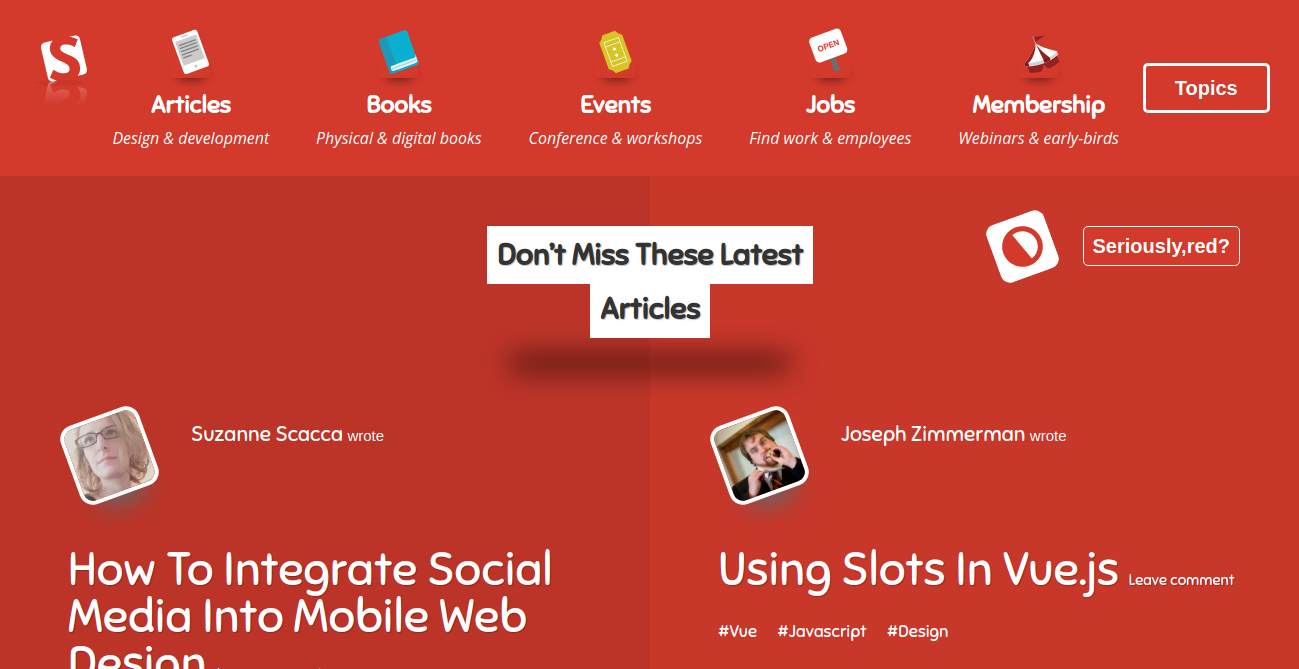 S
Articles
Design & development
Books
Physical & digital books
Events
Conference & workshops
OPEN
Jobs
Find work & employees
Membership
Webinars & early-birds
Topics
Don't Miss These Latest
Articles
Seriously,red?
Suzanne Scacca wrote
How To Integrate Social
Media Into Mobile Web
Design
Joseph Zimmerman wrote
Using Slots In Vue.js Leave comment
#Vue #Javascript #Design